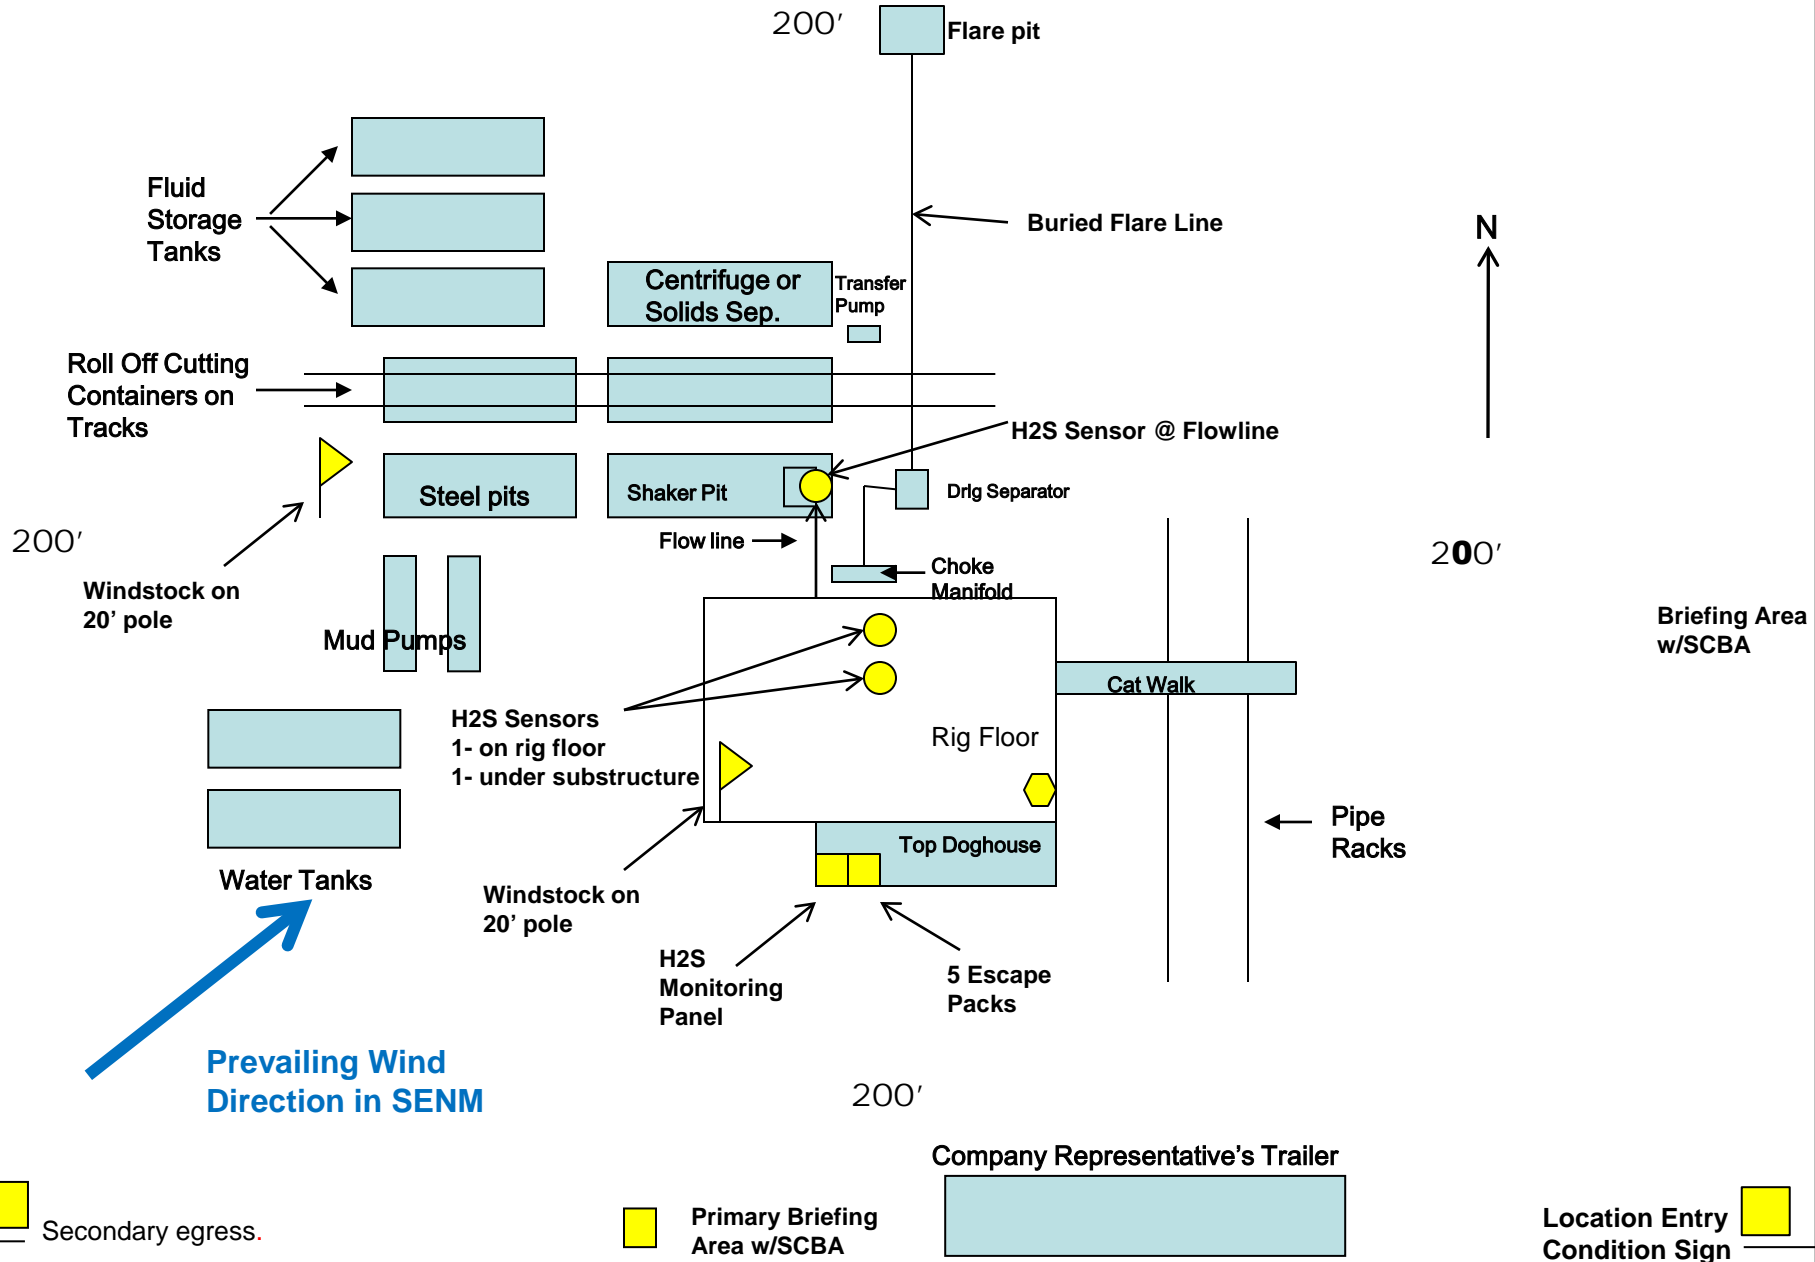 200'
Flare pit
Fluid
Storage
Tanks
Buried Flare Line
N
Centrifuge or
Solids Sep.
Transfer
Pump
Roll Off Cutting
Containers on
Tracks
H2S Sensor @ Flowline
Steel pits
Shaker Pit
Drlg Separator
200'
Flow line
200'
Windstock on
20' pole
Choke
Manifold
Briefing Area
w/SCBA
Mud Pumps
Cat Walk
H2S Sensors
1- on rig floor
1- under substructure
Rig Floor
Pipe
Racks
Top Doghouse
Water Tanks
Windstock on
20' pole
H2S
Monitoring
Panel
5 Escape
Packs
Prevailing Wind
Direction in SENM
200'
Company Representative's Trailer
Secondary egress.
Primary Briefing
Area w/SCBA
Location Entry
Condition Sign